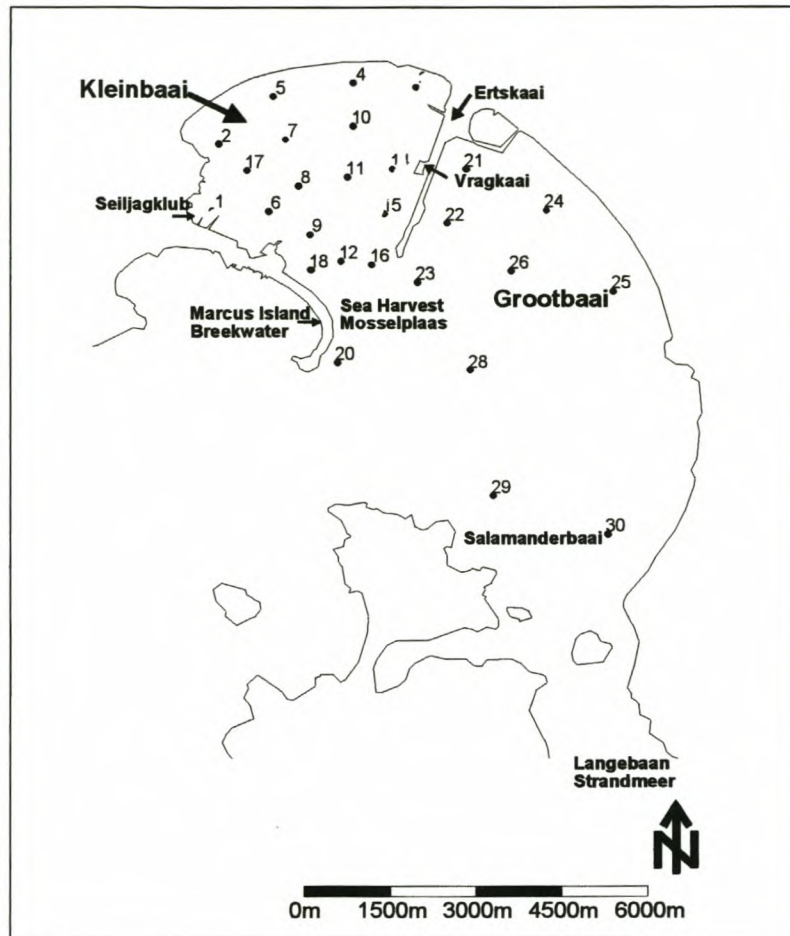 4
5
Kleinbaai
Ertskaai
10
7
2
17
11
21
Vragkaai
8
Seiljagklub
1
6
15
22
24
9
12
16
26
18
23
25
Grootbaai
Marcus Island
Breekwater
Sea Harvest
Mosselplaas
20
28
29
Salamanderbaai
30
Langebaan
Strandmeer
N
0m 1500m 3000m 4500m 6000m